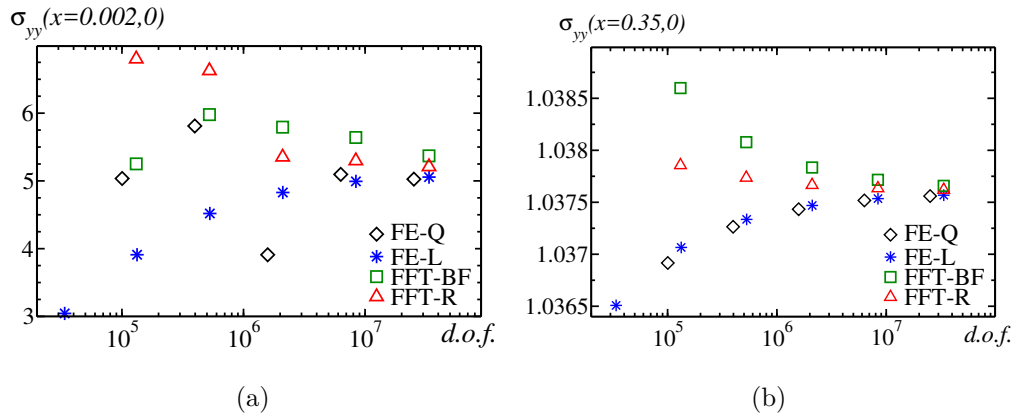 σyy(x=0.002,0)
6
5
4
3
10^5
10^6
10^7
d.o.f.
FE-Q
FE-L
FFT-BF
FFT-R
(a)
σyy(x=0.35,0)
1.0385
1.038
1.0375
1.037
1.0365
10^5
10^6
10^7
d.o.f.
FE-Q
FE-L
FFT-BF
FFT-R
(b)